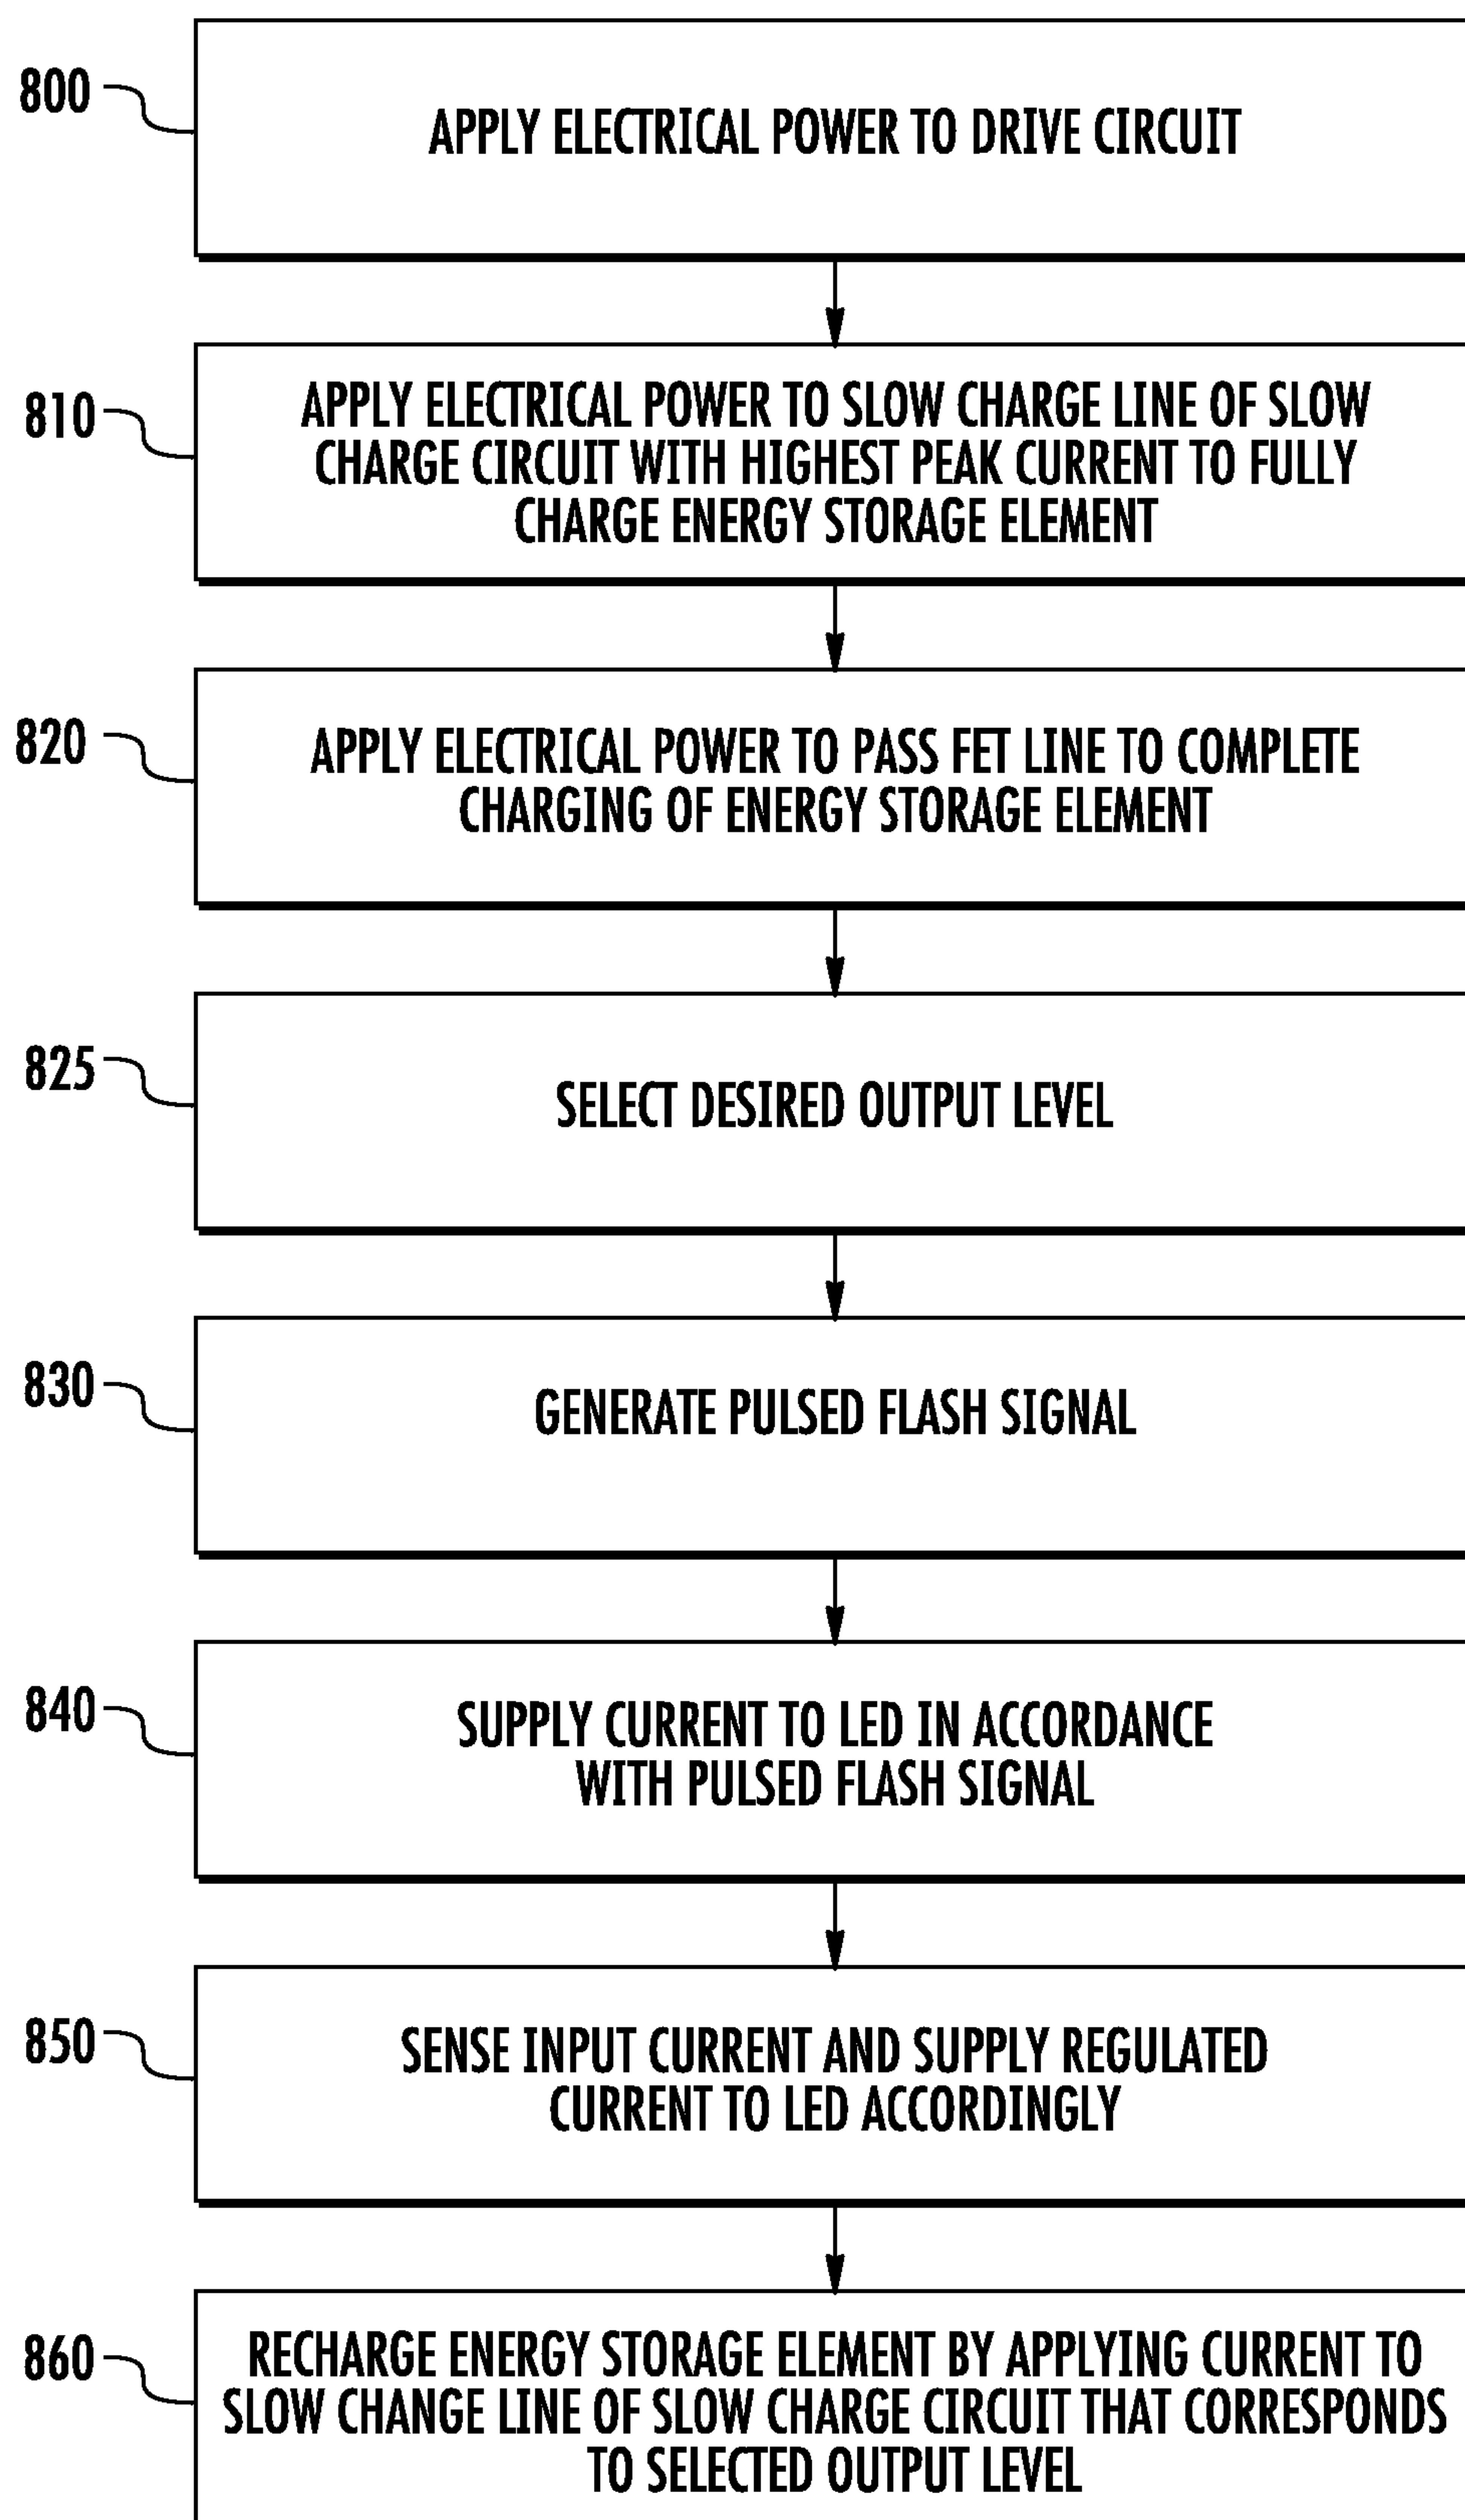 800
APPLY ELECTRICAL POWER TO DRIVE CIRCUIT
810
APPLY ELECTRICAL POWER TO SLOW CHARGE LINE OF SLOW
CHARGE CIRCUIT WITH HIGHEST PEAK CURRENT TO FULLY
CHARGE ENERGY STORAGE ELEMENT
820
APPLY ELECTRICAL POWER TO PASS FET LINE TO COMPLETE
CHARGING OF ENERGY STORAGE ELEMENT
825
SELECT DESIRED OUTPUT LEVEL
830
GENERATE PULSED FLASH SIGNAL
840
SUPPLY CURRENT TO LED IN ACCORDANCE
WITH PULSED FLASH SIGNAL
850
SENSE INPUT CURRENT AND SUPPLY REGULATED
CURRENT TO LED ACCORDINGLY
860
RECHARGE ENERGY STORAGE ELEMENT BY APPLYING CURRENT TO
SLOW CHANGE LINE OF SLOW CHARGE CIRCUIT THAT CORRESPONDS
TO SELECTED OUTPUT LEVEL